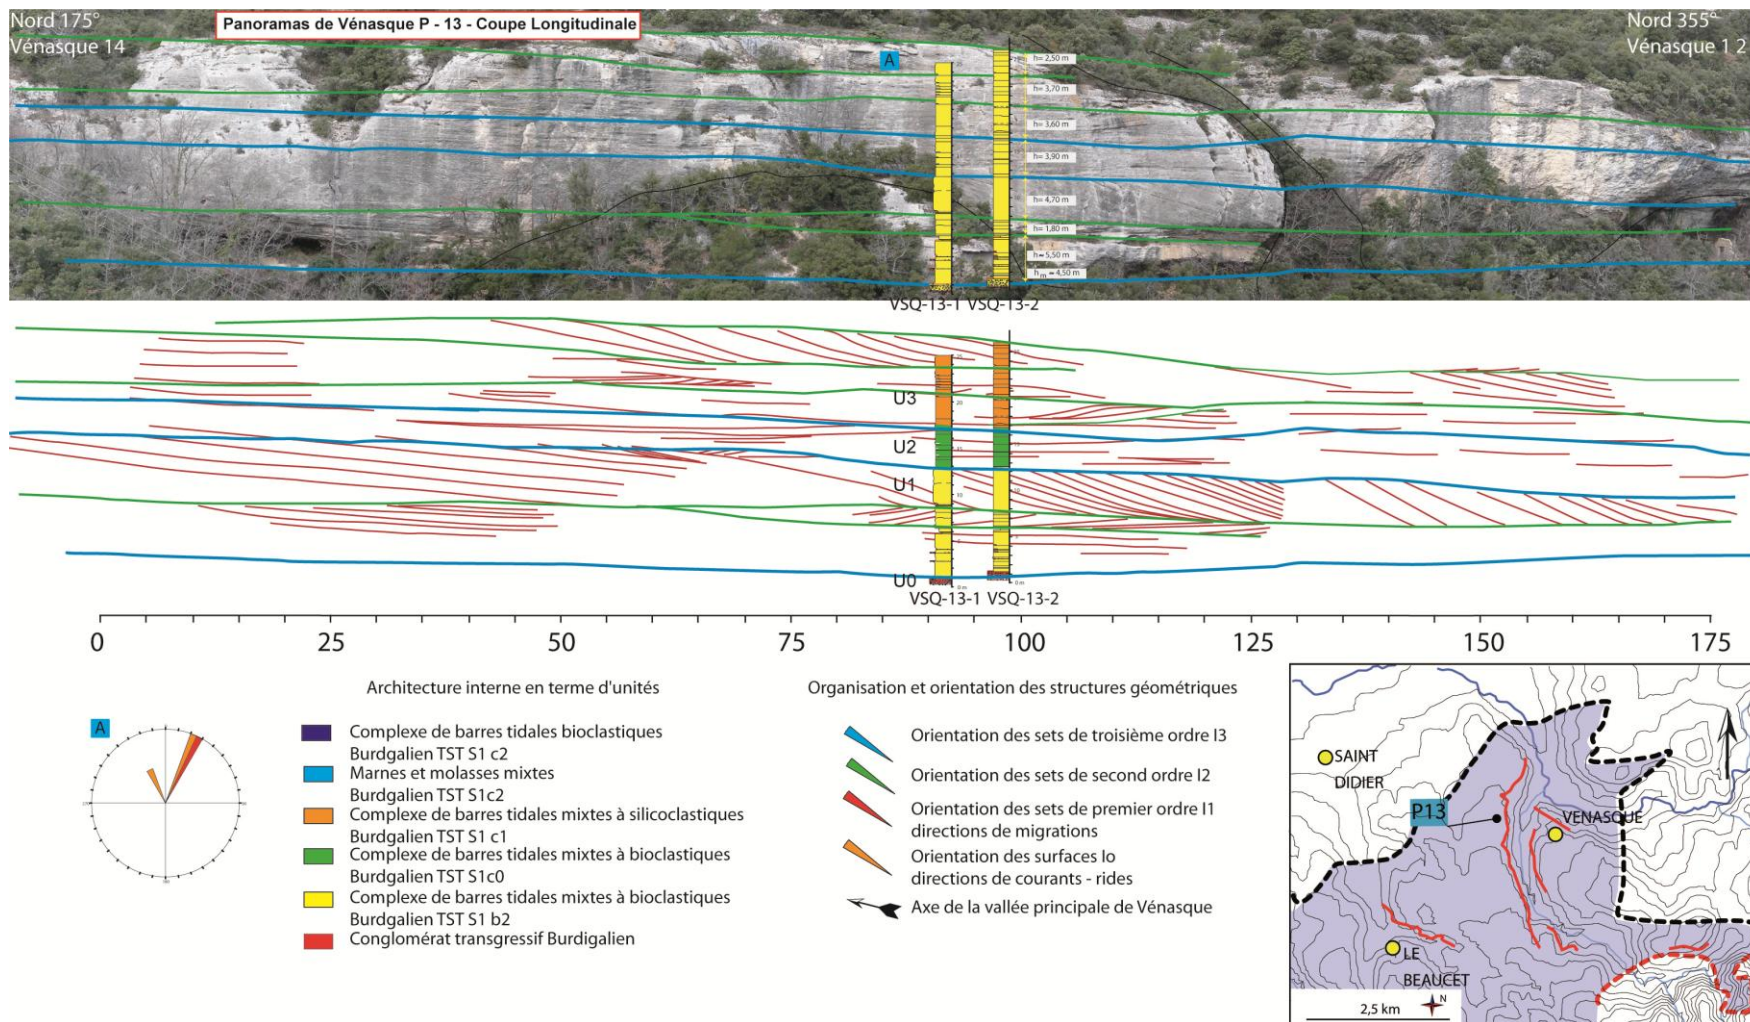 Nord 175°
Vénasque 14
Panoramas de Vénasque P - 13 - Coupe Longitudinale
Nord 355°
Vénasque 1 2
A
h= 2,50 m
h= 3,70 m
h= 3,60 m
h= 3,90 m
h= 4,70 m
h= 1,80 m
h≈5,50 m
hm = 4,50 m
VSQ-13-1 VSQ-13-2
U3
U2
U1
U0
VSQ-13-1 VSQ-13-2
0 25 50 75 100 125 150 175
Architecture interne en terme d'unités
A
Complexe de barres tidales bioclastiques
Burdgalien TST S1 c2
Marnes et molasses mixtes
Burdgalien TST S1c2
Complexe de barres tidales mixtes à silicoclastiques
Burdgalien TST S1 c1
Complexe de barres tidales mixtes à bioclastiques
Burdgalien TST S1c0
Complexe de barres tidales mixtes à bioclastiques
Burdgalien TST S1 b2
Conglomérat transgressif Burdigalien
Organisation et orientation des structures géométriques
Orientation des sets de troisième ordre I3
Orientation des sets de second ordre I2
Orientation des sets de premier ordre I1
directions de migrations
Orientation des surfaces Io
directions de courants - rides
Axe de la vallée principale de Vénasque
SAINT
DIDIER
P13
VENASQUE
LE
BEAUCET
2,5 km
N